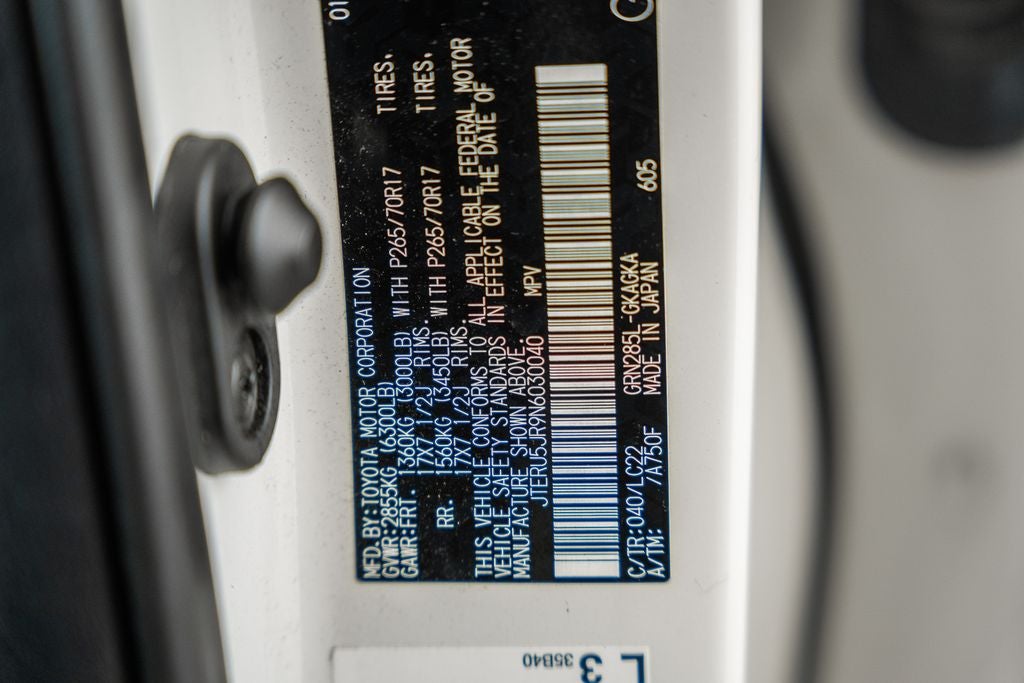 MFD. BY: TOYOTA MOTOR CORPORATION 01
GVWR: 2855KG (6300LB)
GAWR: FRT. 1360KG (3000LB) WITH P265/70R17 TIRES,
17X7 1/2J RIMS.
RR. 1560KG (3450LB) WITH P265/70R17 TIRES,
17X7 1/2J RIMS.
THIS VEHICLE CONFORMS TO ALL APPLICABLE FEDERAL MOTOR
VEHICLE SAFETY STANDARDS IN EFFECT ON THE DATE OF
MANUFACTURE SHOWN ABOVE.
JTERU5JR9N6030040 MPV
C/TR: 040/LC22 GRN285L-GKAGKA 605
A/TM: /A750F MADE IN JAPAN
L3
35B40